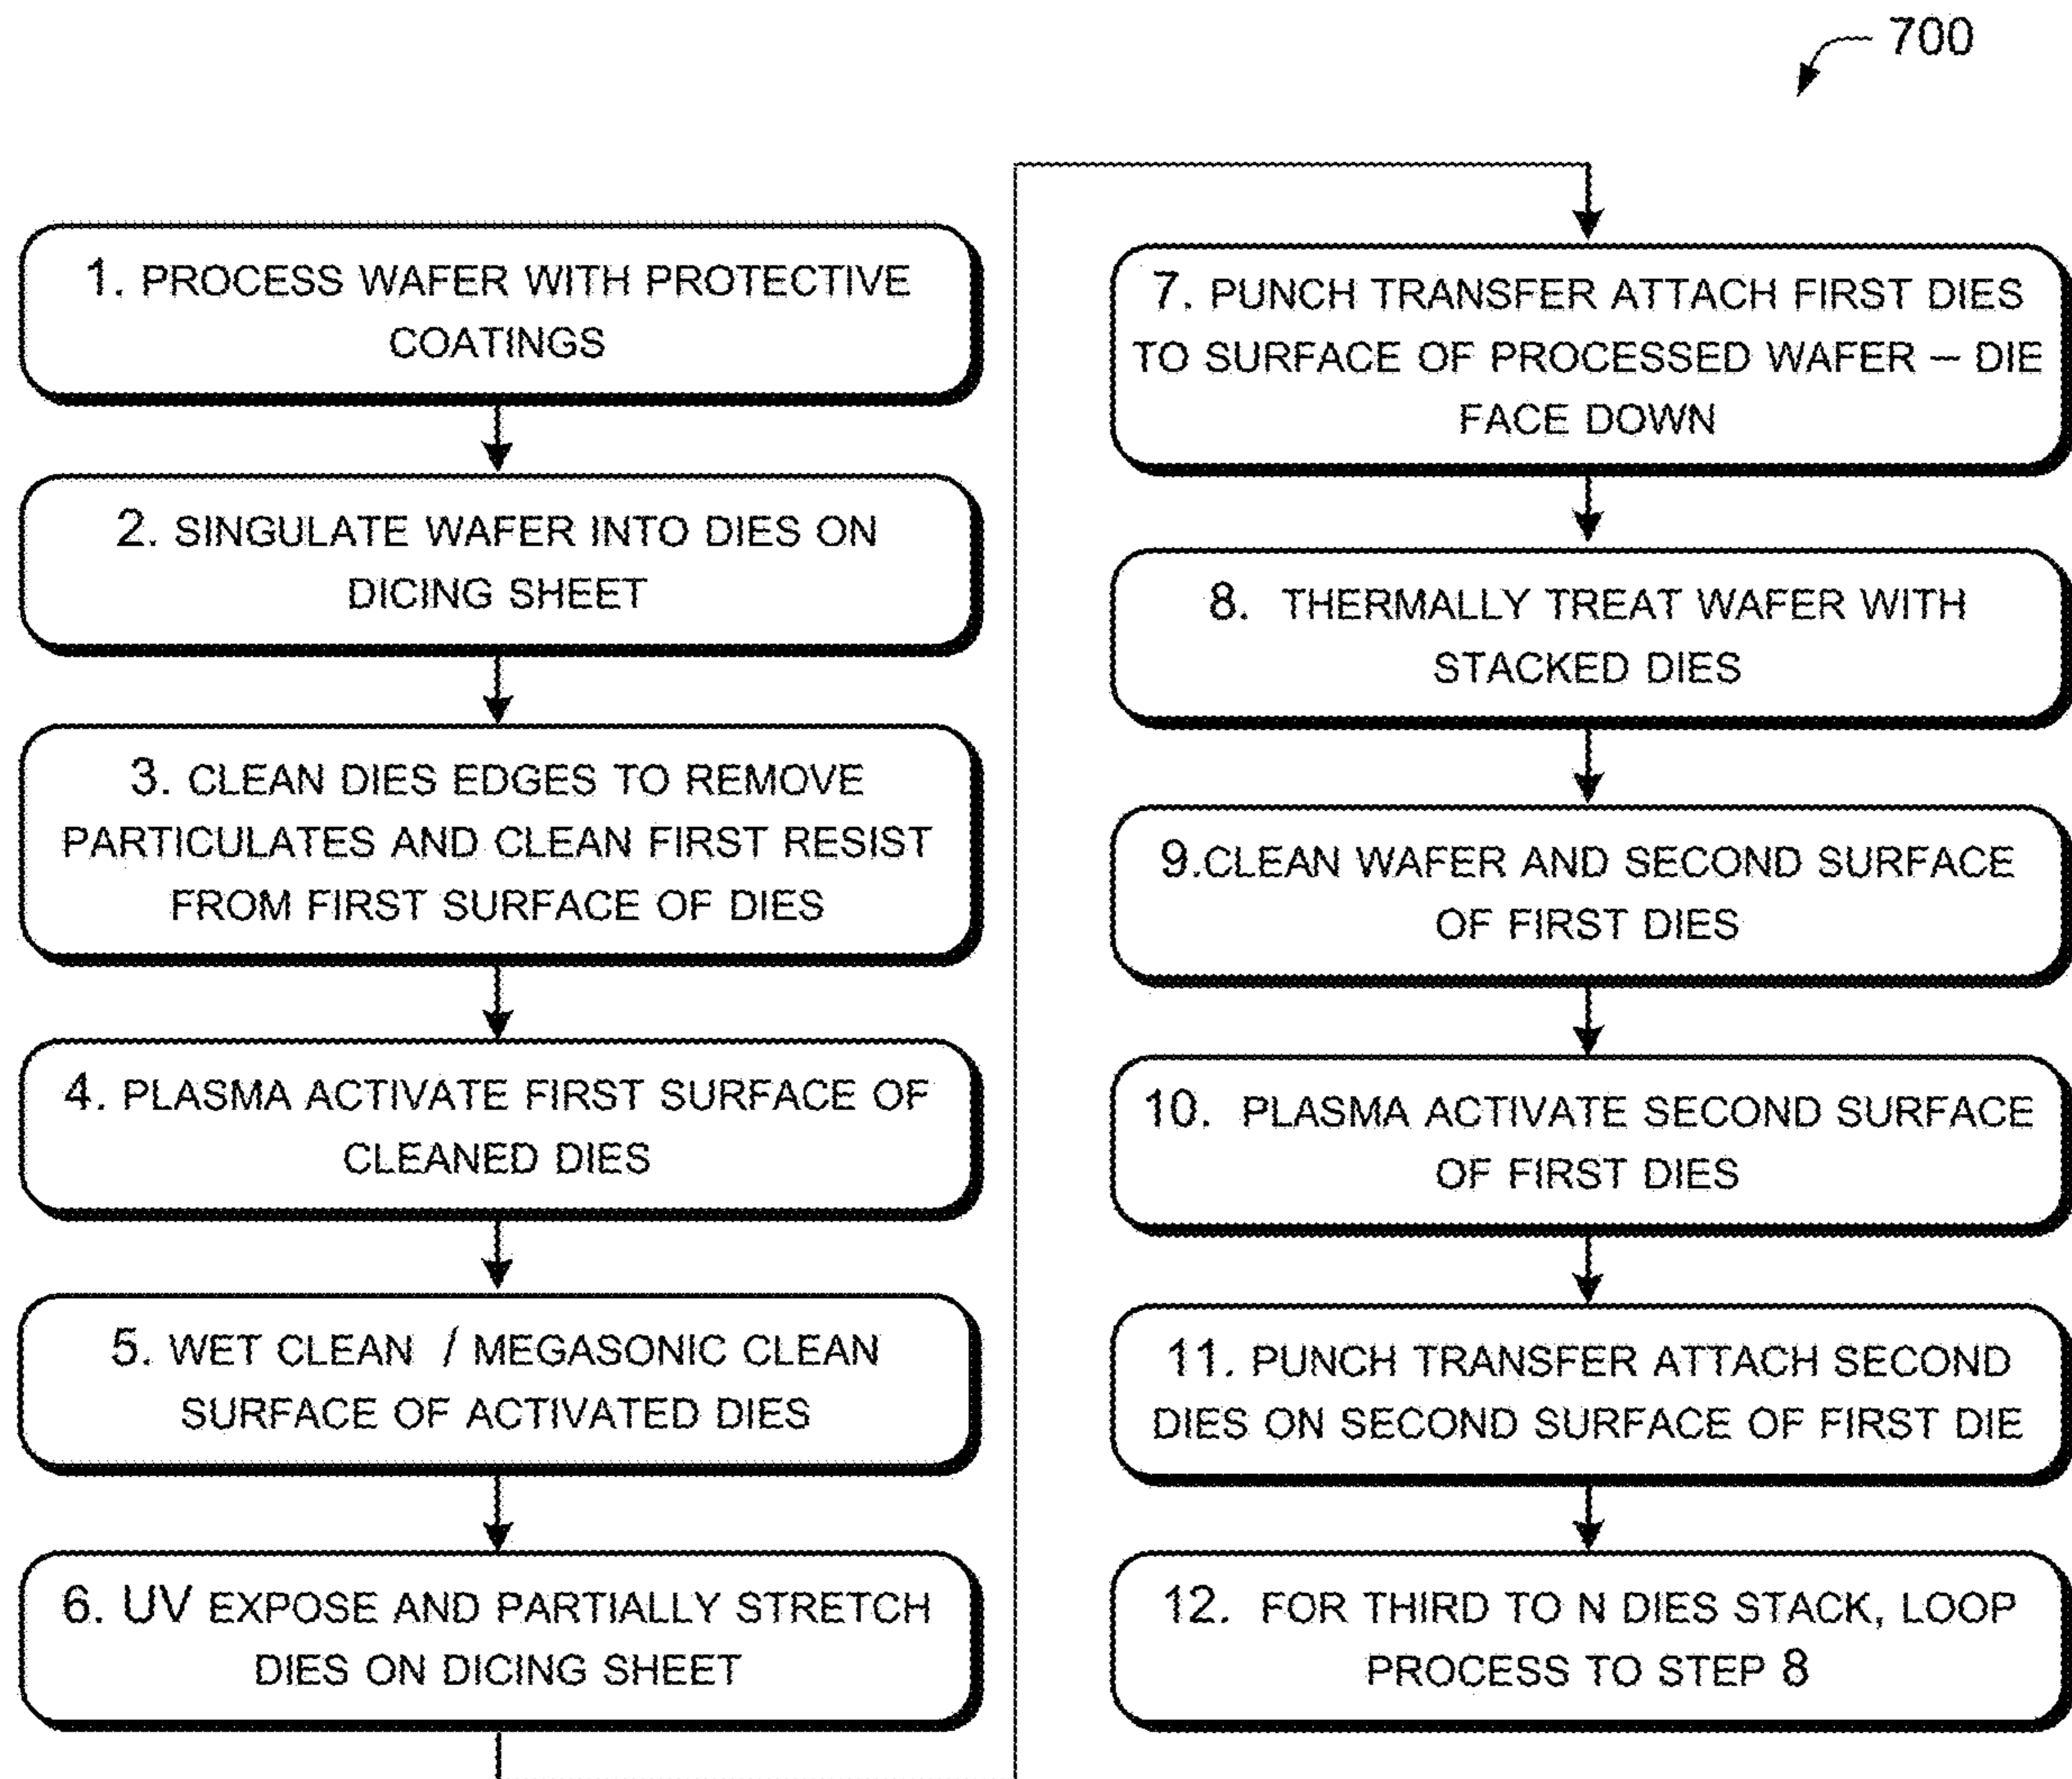 700
1. PROCESS WAFER WITH PROTECTIVE
COATINGS
2. SINGULATE WAFER INTO DIES ON
DICING SHEET
3. CLEAN DIES EDGES TO REMOVE
PARTICULATES AND CLEAN FIRST RESIST
FROM FIRST SURFACE OF DIES
4. PLASMA ACTIVATE FIRST SURFACE OF
CLEANED DIES
5. WET CLEAN / MEGASONIC CLEAN
SURFACE OF ACTIVATED DIES
6. UV EXPOSE AND PARTIALLY STRETCH
DIES ON DICING SHEET
7. PUNCH TRANSFER ATTACH FIRST DIES
TO SURFACE OF PROCESSED WAFER – DIE
FACE DOWN
8. THERMALLY TREAT WAFER WITH
STACKED DIES
9.CLEAN WAFER AND SECOND SURFACE
OF FIRST DIES
10. PLASMA ACTIVATE SECOND SURFACE
OF FIRST DIES
11. PUNCH TRANSFER ATTACH SECOND
DIES ON SECOND SURFACE OF FIRST DIE
12. FOR THIRD TO N DIES STACK, LOOP
PROCESS TO STEP 8